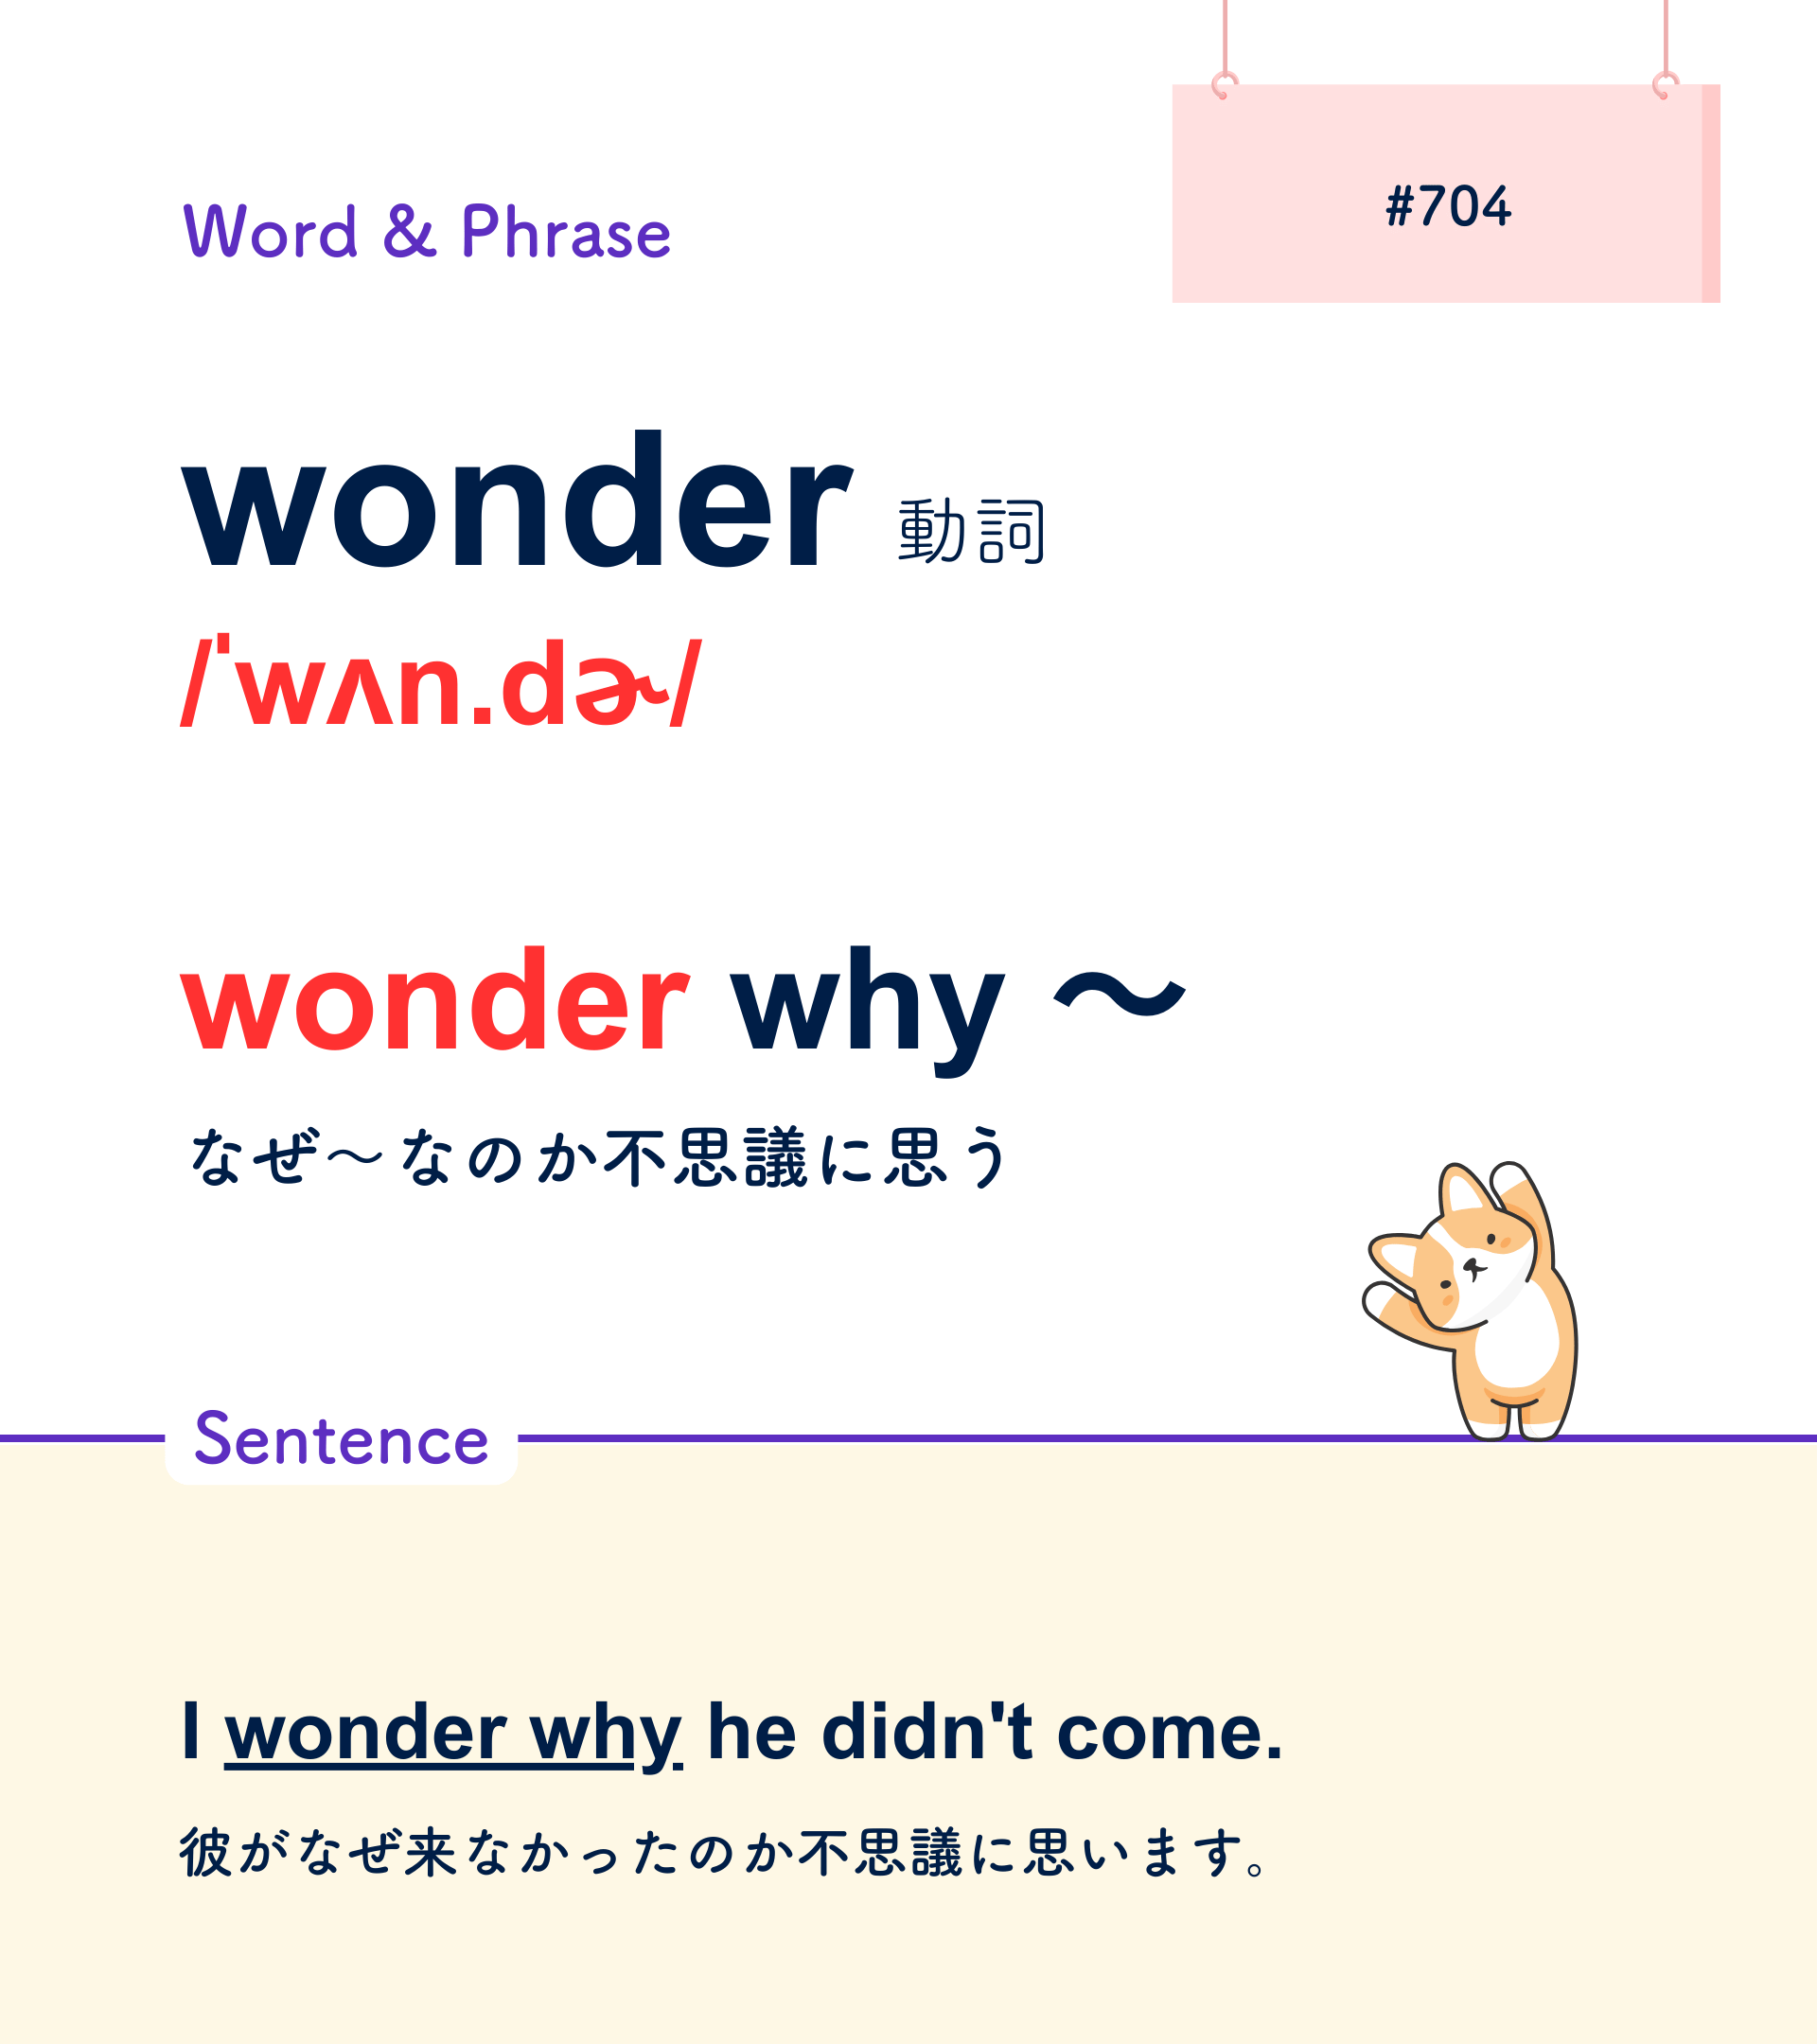 #704
Word & Phrase
wonder 動詞
/ˈwʌn.dɚ/
wonder why 〜
なぜ〜なのか不思議に思う
Sentence
I wonder why he didn't come.
彼がなぜ来なかったのか不思議に思います。